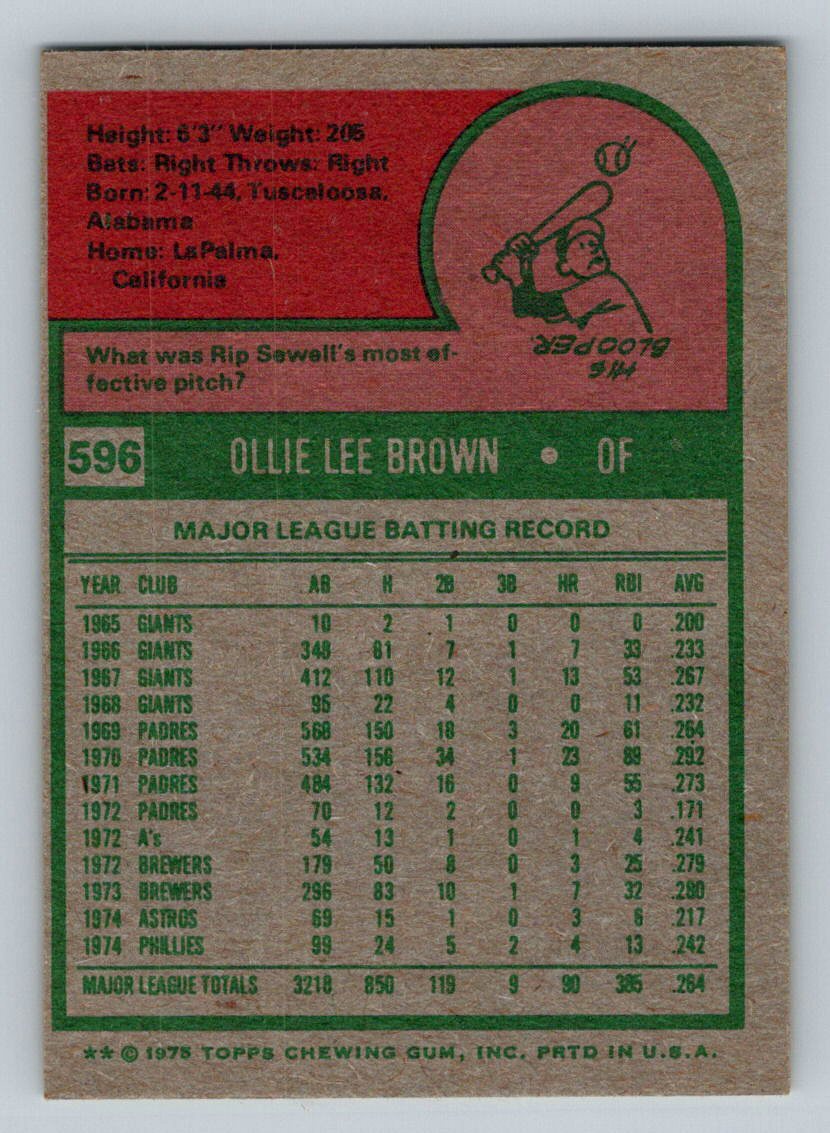 Height: 6'3" Weight: 205
Bats: Right Throws: Right
Born: 2-11-44, Tuscaloosa,
Alabama
Home: La Palma,
California
What was Rip Sewell's most ef-
fective pitch?
HIS
BLOOPER.
596 OLLIE LEE BROWN • OF
MAJOR LEAGUE BATTING RECORD
YEAR CLUB AB H 2B 3B HR RBI AVG
1965 GIANTS 10 2 1 0 0 0 .200
1966 GIANTS 348 81 7 1 7 33 .233
1967 GIANTS 412 110 12 1 13 53 .267
1968 GIANTS 95 22 4 0 0 11 .232
1969 PADRES 568 150 18 3 20 61 .264
1970 PADRES 534 156 34 1 23 89 .292
1971 PADRES 484 132 16 0 9 55 .273
1972 PADRES 70 12 2 0 0 3 .171
1972 A's 54 13 1 0 1 4 .241
1972 BREWERS 179 50 8 0 3 25 .279
1973 BREWERS 296 83 10 1 7 32 .280
1974 ASTROS 69 15 1 0 3 6 .217
1974 PHILLIES 99 24 5 2 4 13 .242
MAJOR LEAGUE TOTALS 3218 850 119 9 90 385 .264
** © 1975 TOPPS CHEWING GUM, INC. PRTD IN U.S.A.